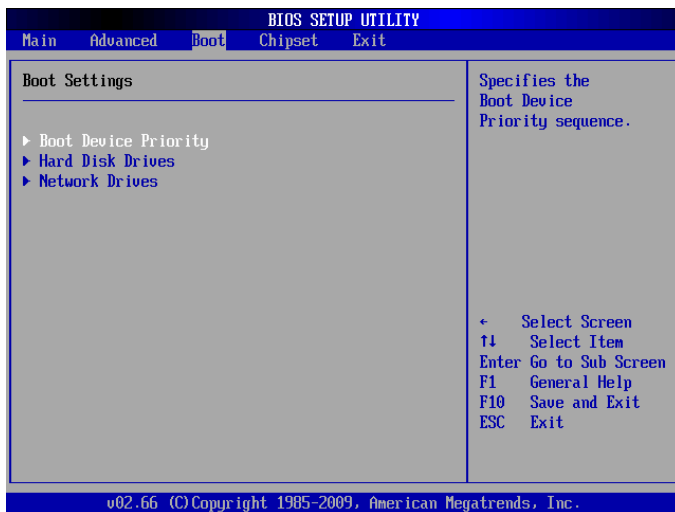 BIOS SETUP UTILITY
Main Advanced Boot Chipset Exit
Boot Settings
Boot Device Priority
Hard Disk Drives
Network Drives
Specifies the
Boot Device
Priority sequence.
← Select Screen
↑↓ Select Item
Enter Go to Sub Screen
F1 General Help
F10 Save and Exit
ESC Exit
v02.66 (C)Copyright 1985-2009, American Megatrends, Inc.